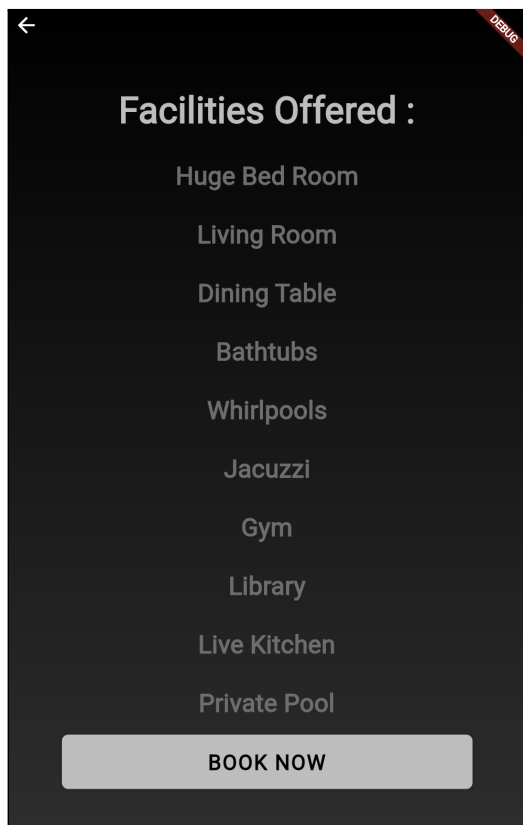 DEBUG
Facilities Offered :
Huge Bed Room
Living Room
Dining Table
Bathtubs
Whirlpools
Jacuzzi
Gym
Library
Live Kitchen
Private Pool
BOOK NOW